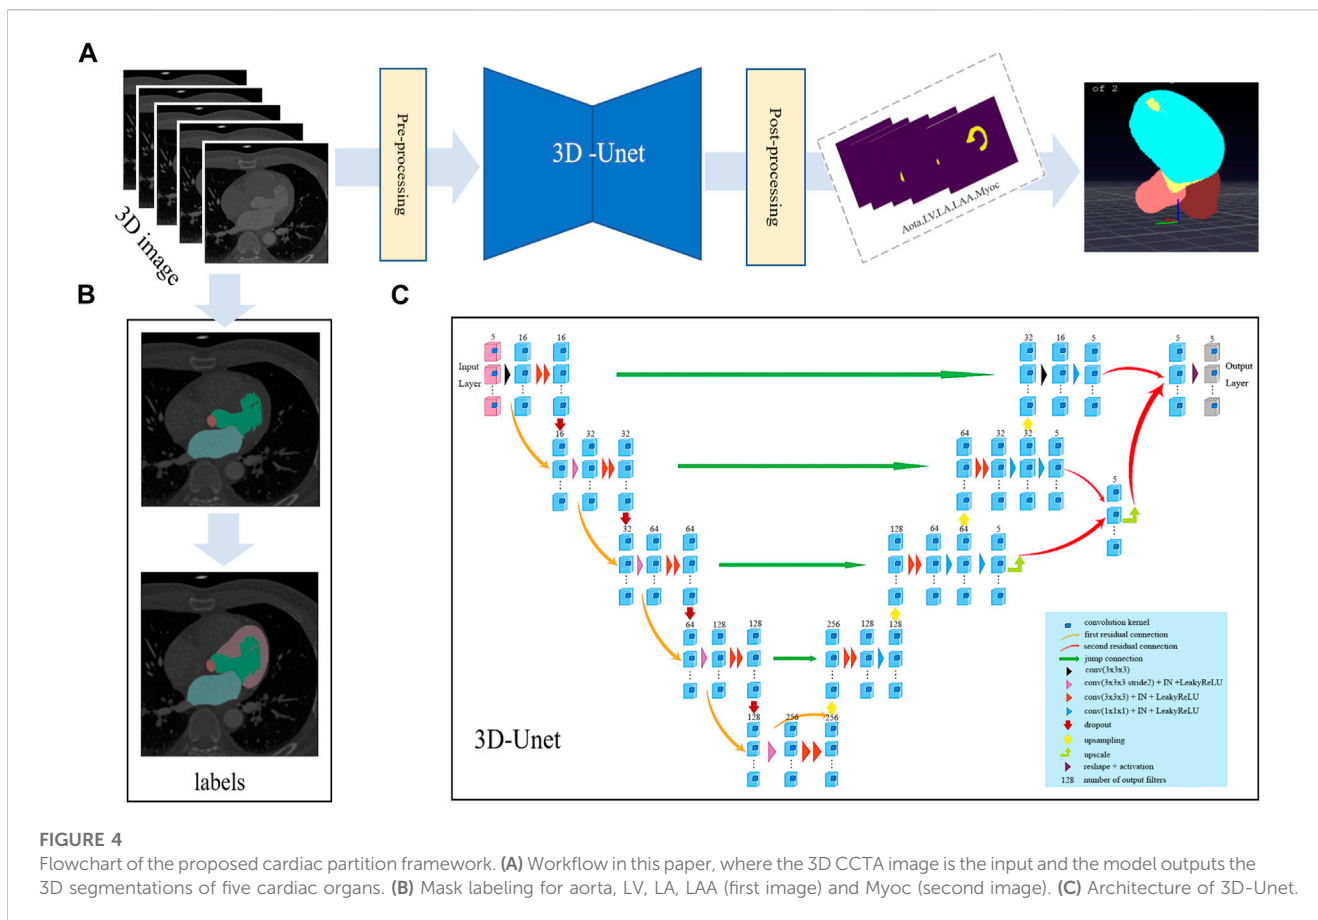 A
3D image
Pre-processing
3D -Unet
Post-processing
Aota,LV,LA,LAA,Myoc
of 2
B
labels
C
5 16 16 32 16 5 5 5
Input Layer
Output Layer
16 32 32 64 32 32 5
5
32 64 64 128 64 64 5
64 128 128 256 128 128
128 256 256
3D-Unet
convolution kernel
first residual connection
second residual connection
jump connection
conv(3x3x3)
conv(3x3x3 stride2) + IN +LeakyReLU
conv(3x3x3) + IN + LeakyReLU
conv(1x1x1) + IN + LeakyReLU
dropout
upsampling
upscale
reshape + activation
128 number of output filters
FIGURE 4
Flowchart of the proposed cardiac partition framework. (A) Workflow in this paper, where the 3D CCTA image is the input and the model outputs the
3D segmentations of five cardiac organs. (B) Mask labeling for aorta, LV, LA, LAA (first image) and Myoc (second image). (C) Architecture of 3D-Unet.